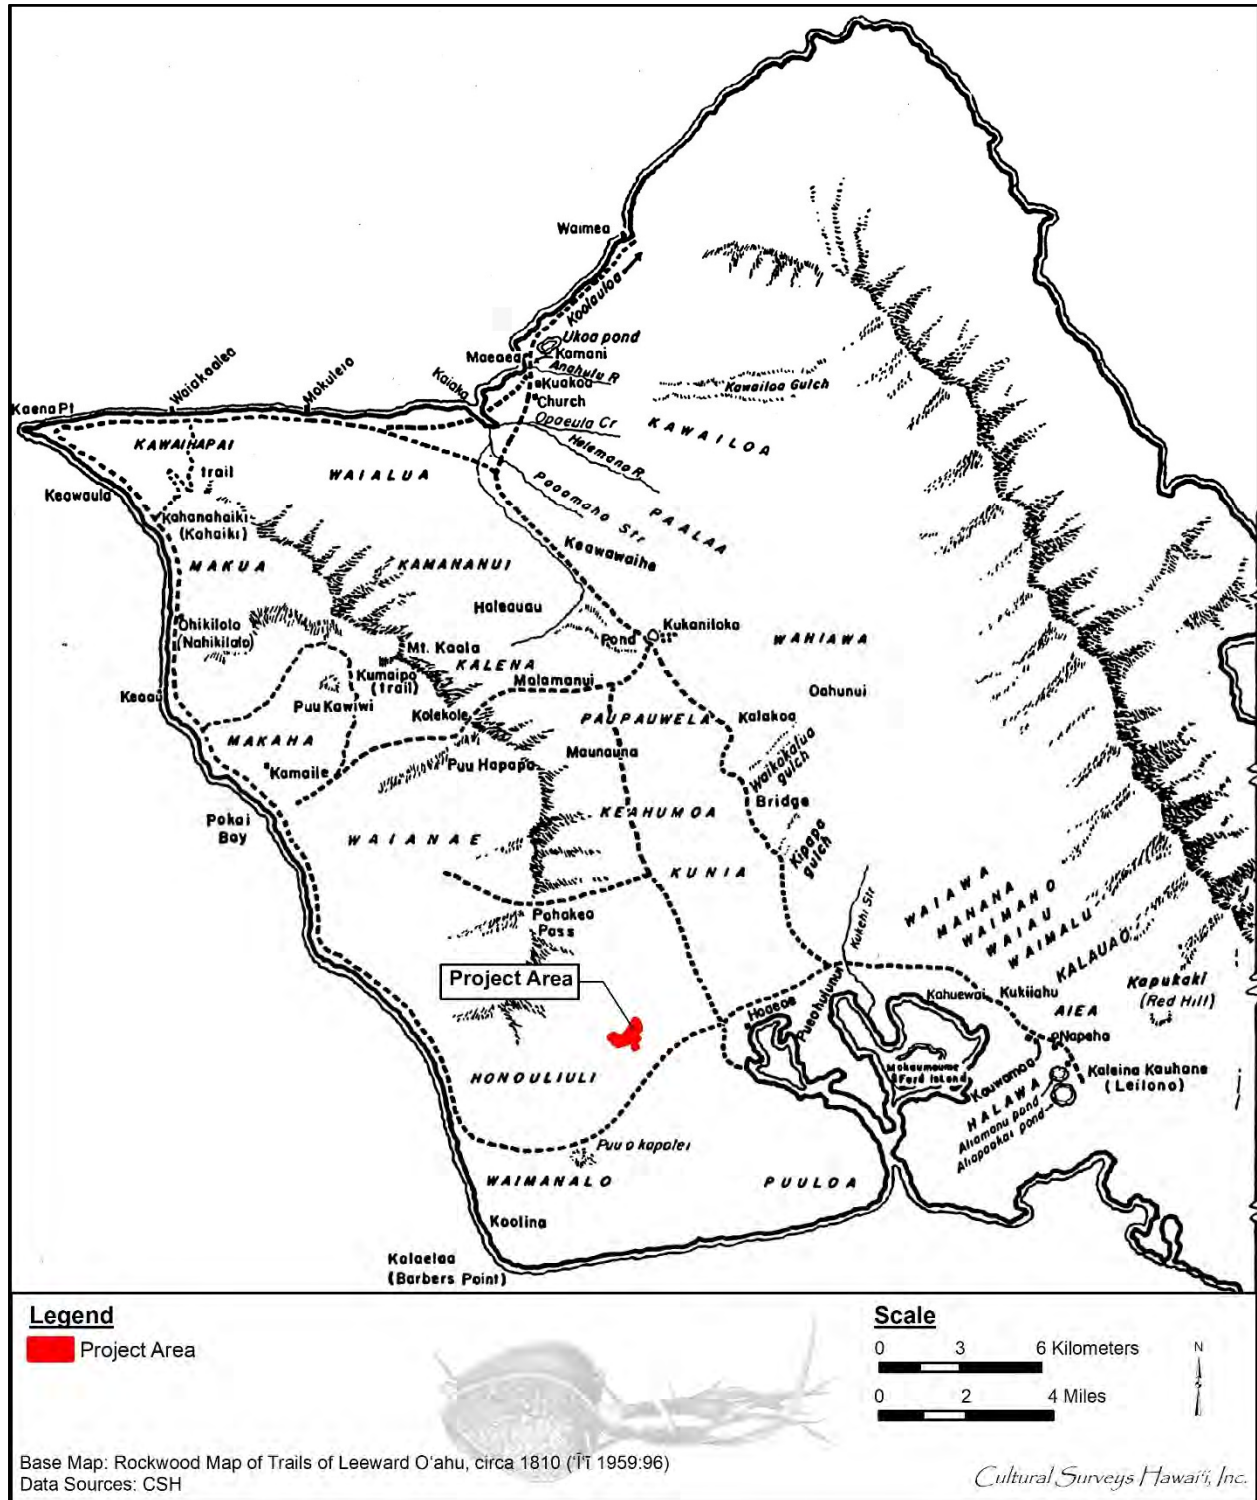 Waimea
Koolauloa
Ukoa pond
Maeaea
Kamani
Anahulu R
Kuakoa
Church
Kaiaka
Kawailoa Gulch
Opaeula Cr
KAWAILOA
Helemano R
Waiakaalea
Mokuleia
Kaena Pt
KAWAIHAPAI
trail
WAIALUA
Keawaula
Pooamoho Str
PAALAA
Kahanahaiki
(Kahaiki)
Keawawaihe
MAKUA
KAMANANUI
Haleauau
Ohikilolo
(Nahikilalo)
Pond
Kukaniloko
WAHIAWA
Mt. Kaala
KALENA
Kumaipo
(trail)
Malamanui
Oahunui
Keaau
Puu Kawiwi
Kolekole
PAUPAUWELA
Kalakoa
MAKAHA
Maunauna
Waikakalua
gulch
Kamaile
Puu Hapapa
Bridge
Pokai
Bay
WAIANAE
KEAHUMOA
Kipapa
gulch
KUNIA
Pohakea
Pass
Kukehi Str
WAIAWA
MANANA
WAIMANO
WAIAU
WAIMALU
KALAUAO
Project Area
Kapukaki
(Red Hill)
Hoaeae
Pueohulunui
Kahuewai
Kukiiahu
AIEA
Napeha
HONOULIULI
Mokaumoume
Ford Island
Kauwamoa
HALAWA
Kaleina Kauhane
(Leilono)
Aliamanu pond
Aliapaakai pond
Puu o kapolei
WAIMANALO
PUULOA
Koolina
Kalaeloa
(Barbers Point)
Legend
Project Area
Scale
0 3 6 Kilometers
0 2 4 Miles
N
Base Map: Rockwood Map of Trails of Leeward O‘ahu, circa 1810 (‘Ī‘ī 1959:96)
Data Sources: CSH
Cultural Surveys Hawai‘i, Inc.